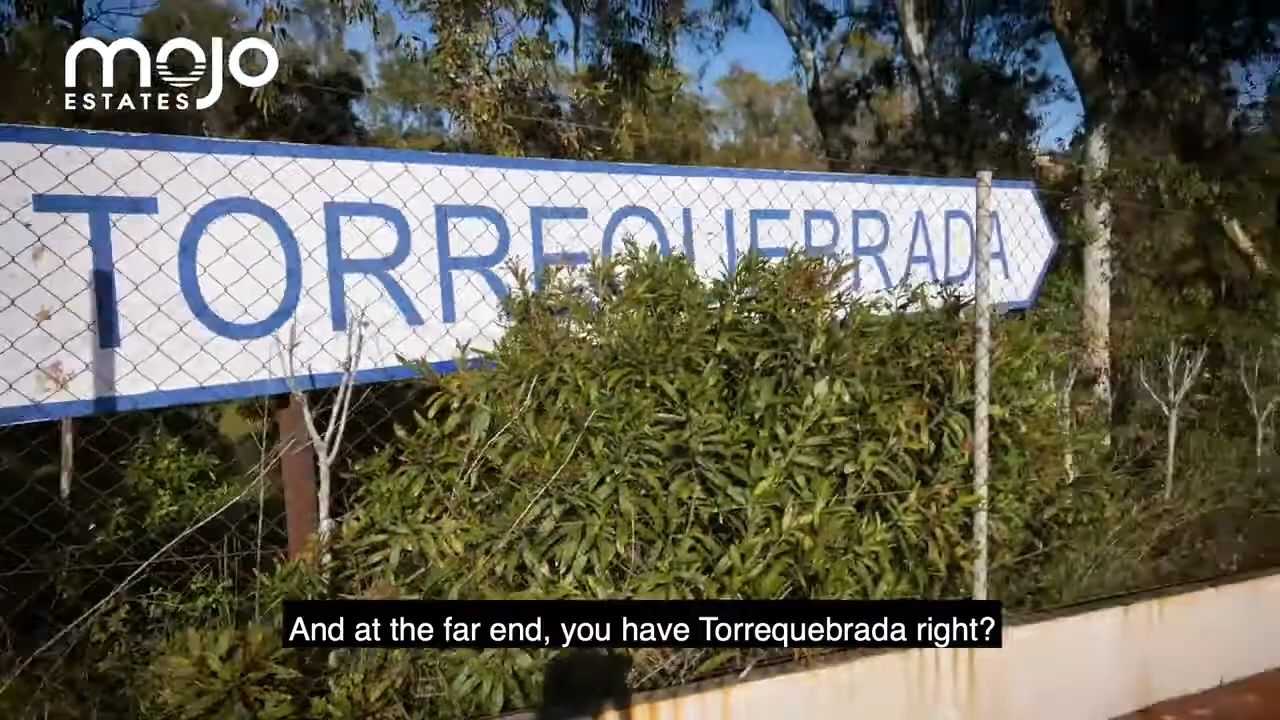 mojo
ESTATES
TORREQUEBRADA
And at the far end, you have Torrequebrada right?